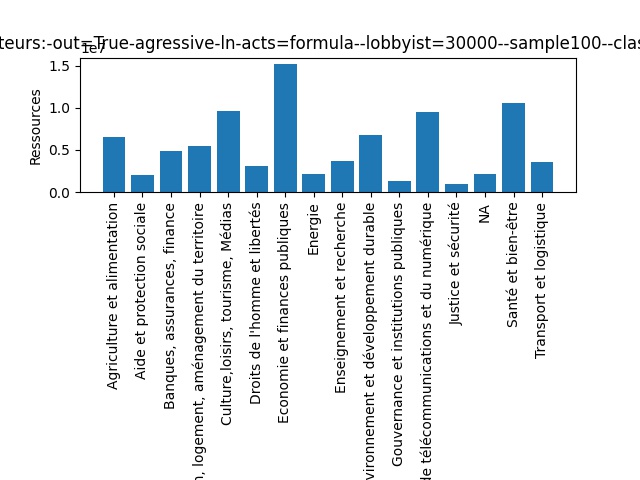 teurs:-out=True-agressive-ln-acts=formula--lobbyist=30000--sample100--clas
1e7
Ressources
1.5
1.0
0.5
0.0
Agriculture et alimentation
Aide et protection sociale
Banques, assurances, finance
n, logement, aménagement du territoire
Culture,loisirs, tourisme, Médias
Droits de l'homme et libertés
Economie et finances publiques
Energie
Enseignement et recherche
vironnement et développement durable
Gouvernance et institutions publiques
de télécommunications et du numérique
Justice et sécurité
NA
Santé et bien-être
Transport et logistique